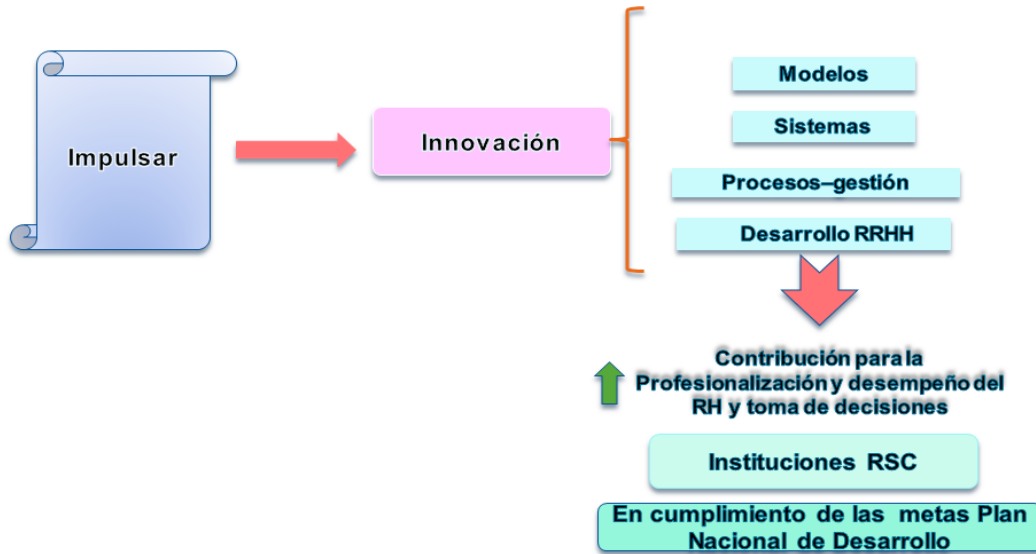 Impulsar
Innovación
Modelos
Sistemas
Procesos–gestión
Desarrollo RRHH
Contribución para la
Profesionalización y desempeño del
RH y toma de decisiones
Instituciones RSC
En cumplimiento de las metas Plan
Nacional de Desarrollo